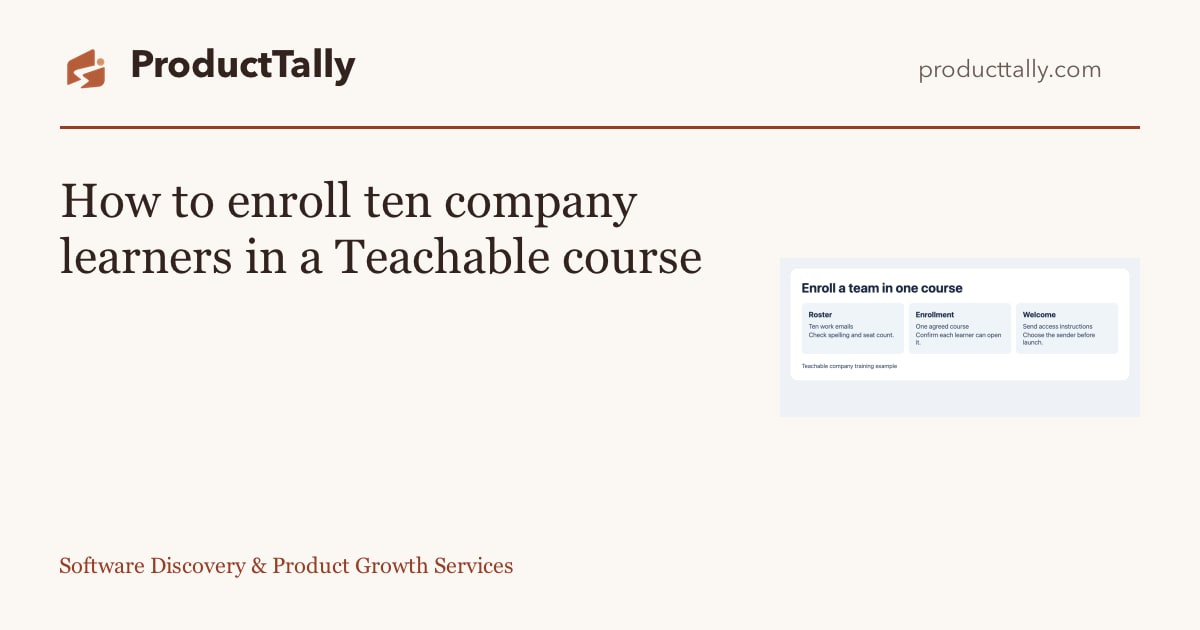 ProductTally
producttally.com
How to enroll ten company
learners in a Teachable course
Enroll a team in one course
Roster
Ten work emails
Check spelling and seat count.
Enrollment
One agreed course
Confirm each learner can open
it.
Welcome
Send access instructions
Choose the sender before
launch.
Teachable company training example
Software Discovery & Product Growth Services